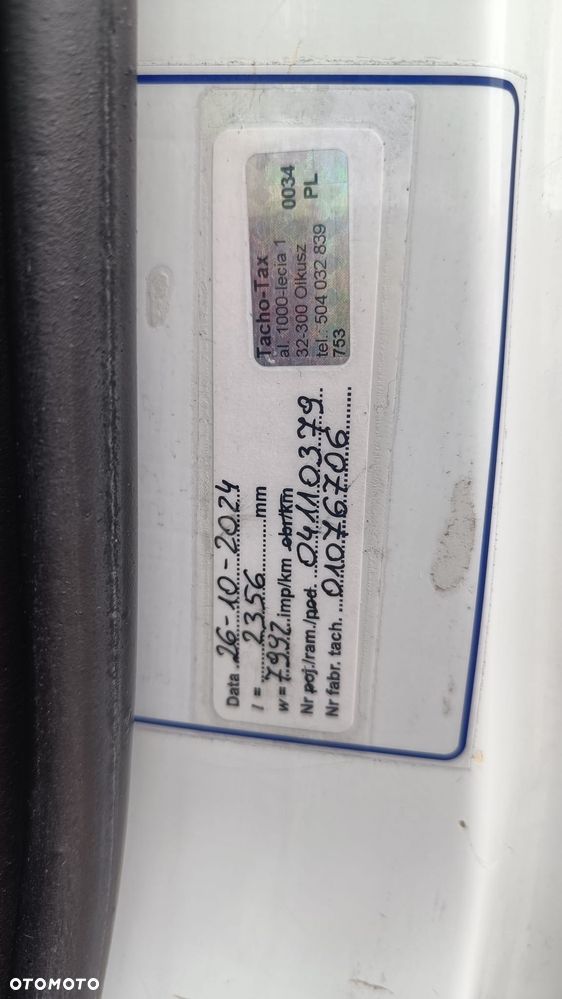 Data 26-10-2024
l = 2356 mm
w = 7992 imp/km obr/km
Nr poj./ram./pod. 04110379
Nr fabr. tach. 01076706
Tacho-Tax
al. 1000-lecia 1 0034
32-300 Olkusz PL
tel. 504 032 839
753
OTOMOTO